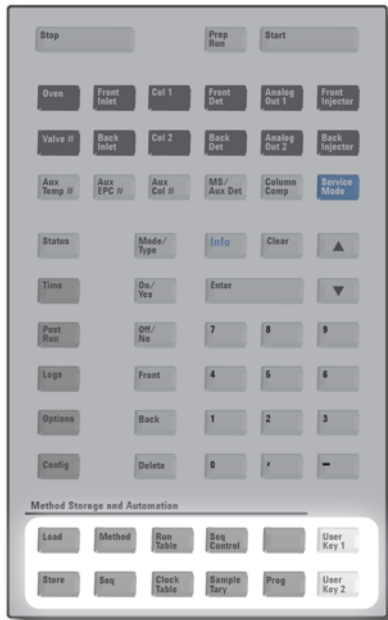 Stop Prep Run Start
Oven Front Inlet Col 1 Front Det Analog Out 1 Front Injector
Valve # Back Inlet Col 2 Back Det Analog Out 2 Back Injector
Aux Temp # Aux EPC # Aux Col # MS/ Aux Det Column Comp Service Mode
Status Mode/ Type Info Clear ▲
Time On/ Yes Enter ▼
Post Run Off/ No 7 8 9
Logs Front 4 5 6
Options Back 1 2 3
Config Delete 0 , –
Method Storage and Automation
Load Method Run Table Seq Control User Key 1
Store Seq Clock Table Sample Tary Prog User Key 2